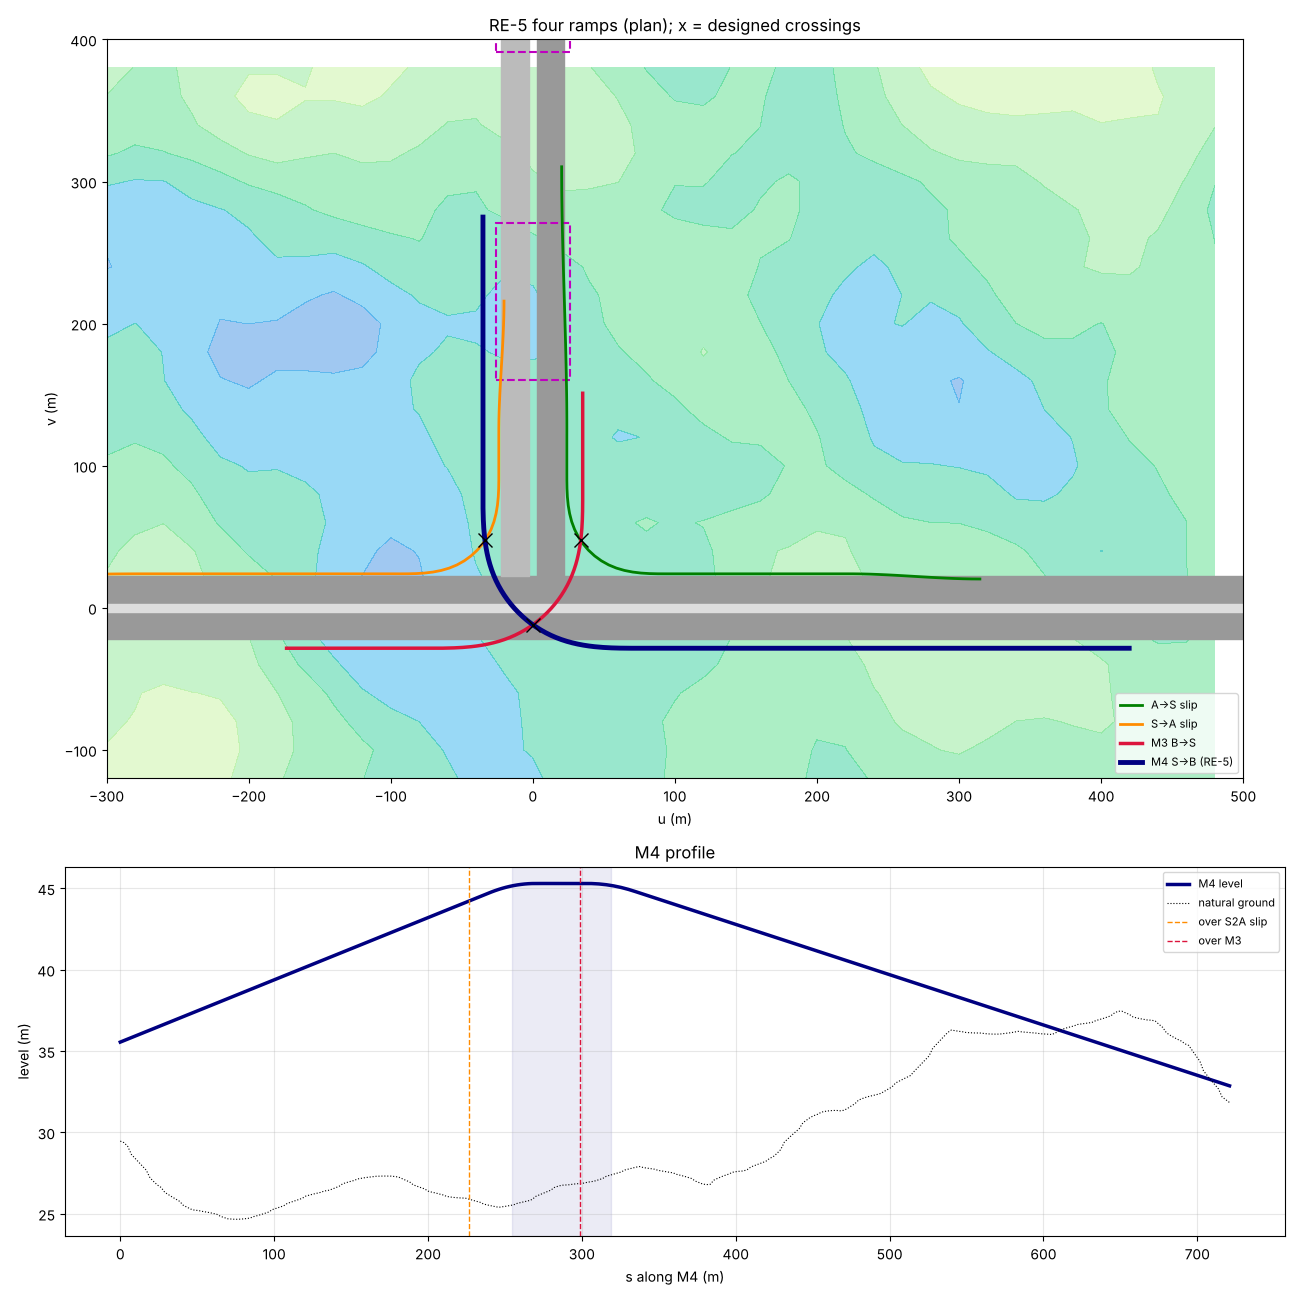 RE-5 four ramps (plan); x = designed crossings
400
300
200
100
0
−100
v (m)
−300
−200
−100
0
100
200
300
400
500
u (m)
A→S slip
S→A slip
M3 B→S
M4 S→B (RE-5)
M4 profile
45
40
35
30
25
level (m)
0
100
200
300
400
500
600
700
s along M4 (m)
M4 level
natural ground
over S2A slip
over M3